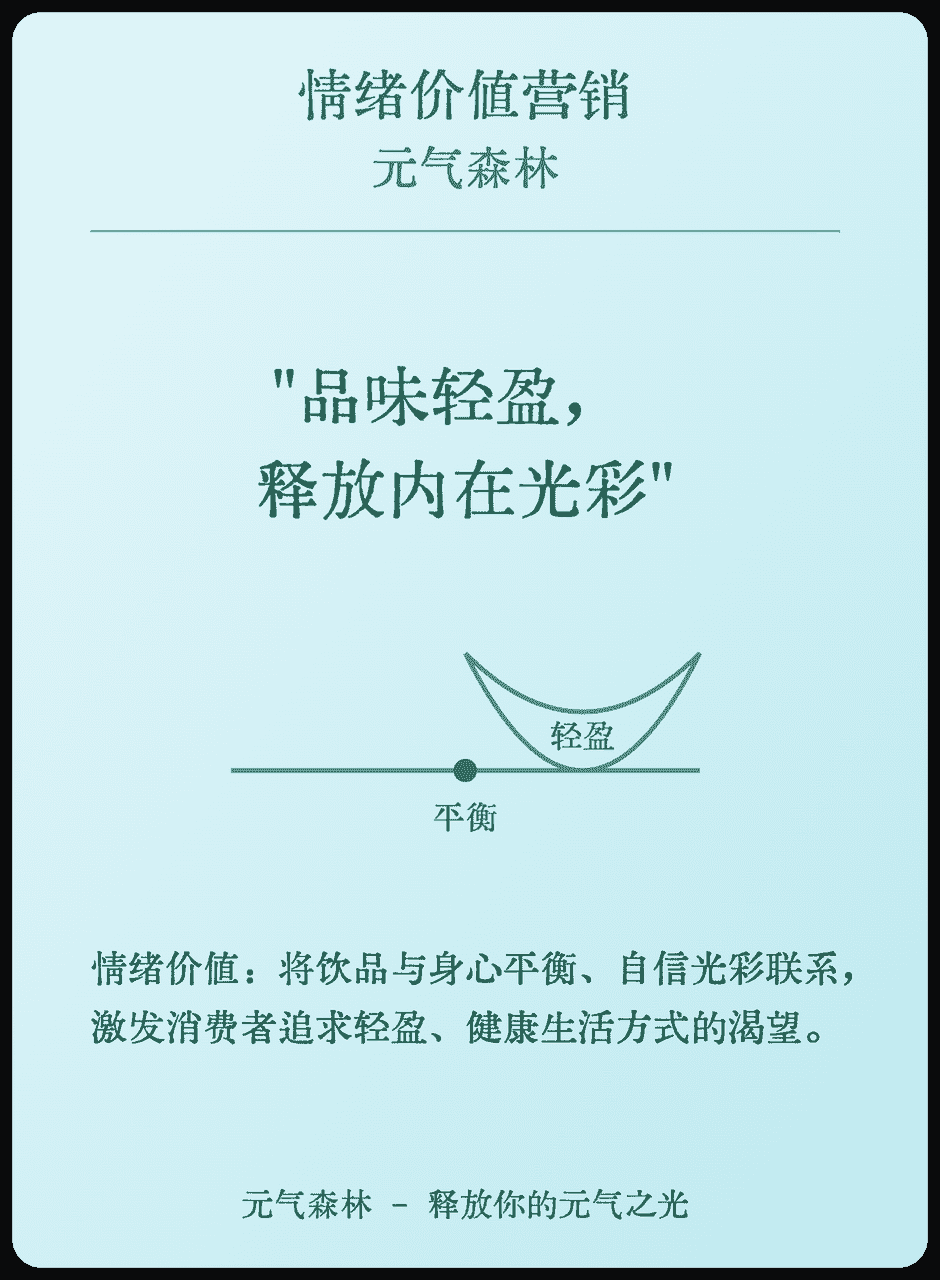 情绪价值营销
元气森林
"品味轻盈，
释放内在光彩"
轻盈
平衡
情绪价值：将饮品与身心平衡、自信光彩联系，
激发消费者追求轻盈、健康生活方式的渴望。
元气森林 - 释放你的元气之光